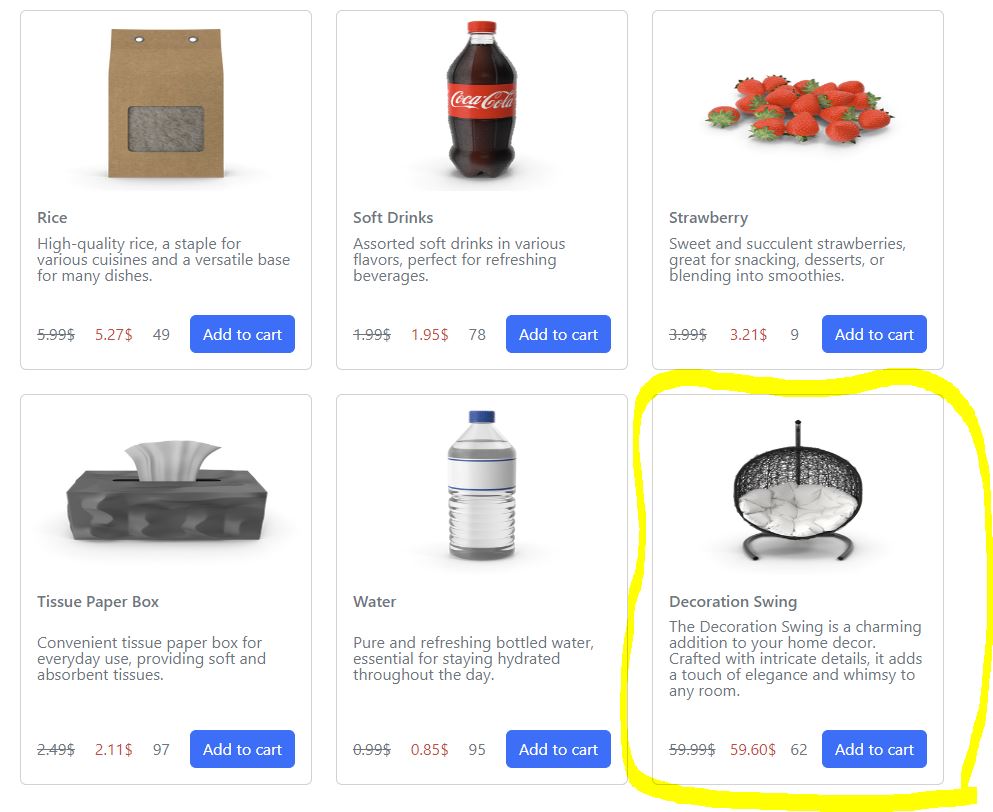 Coca-Cola
Rice
High-quality rice, a staple for
various cuisines and a versatile base
for many dishes.
5.99$ 5.27$ 49 Add to cart
Soft Drinks
Assorted soft drinks in various
flavors, perfect for refreshing
beverages.
1.99$ 1.95$ 78 Add to cart
Strawberry
Sweet and succulent strawberries,
great for snacking, desserts, or
blending into smoothies.
3.99$ 3.21$ 9 Add to cart
Tissue Paper Box
Convenient tissue paper box for
everyday use, providing soft and
absorbent tissues.
2.49$ 2.11$ 97 Add to cart
Water
Pure and refreshing bottled water,
essential for staying hydrated
throughout the day.
0.99$ 0.85$ 95 Add to cart
Decoration Swing
The Decoration Swing is a charming
addition to your home decor.
Crafted with intricate details, it adds
a touch of elegance and whimsy to
any room.
59.99$ 59.60$ 62 Add to cart